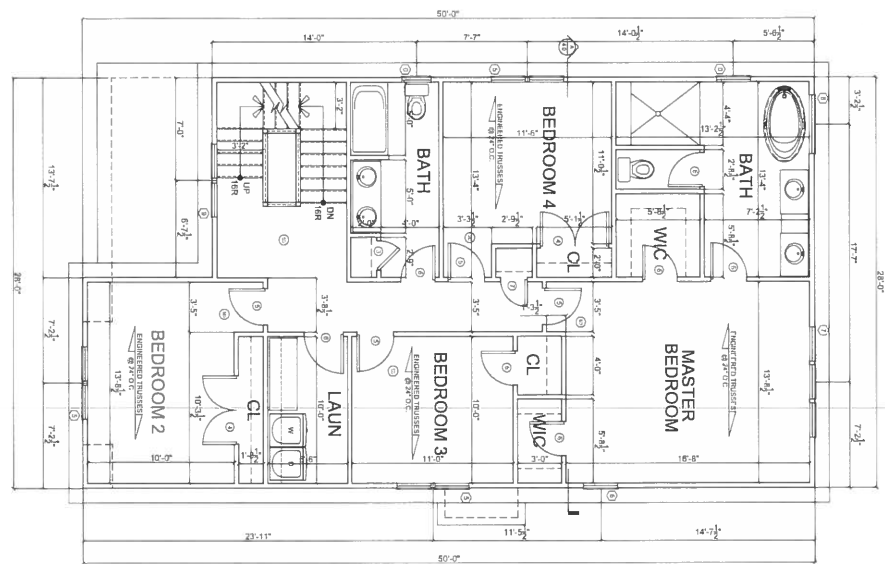 50'-0"
14'-0"
7'-7"
14'-0½"
5'-6½"
3'-2"
7'-0"
3'-2"
UP
16R
DN
16R
13'-7½"
6'-7½"
28'-0"
BATH
5'-0"
5'-0"
4'-0"
ENGINEERED TRUSSES
@ 24" O.C.
BEDROOM 4
11'-6"
11'-0½"
13'-4"
3'-3½"
2'-9½"
5'-1½"
CL
2'-0"
4'-4"
13'-2½"
2'-8½"
BATH
13'-4"
5'-8½"
7'-2½"
WIC
5'-8½"
3'-2½"
17'-7"
28'-0"
3'-5"
3'-8½"
3'-5"
3'-5"
7'-2½"
ENGINEERED TRUSSES
@ 24" O.C.
BEDROOM 2
13'-8½"
10'-3½"
CL
10'-0"
7'-2½"
LAUN
10'-0"
W
D
ENGINEERED TRUSSES
@ 24" O.C.
BEDROOM 3
10'-0"
11'-0"
CL
4'-0"
WIC
3'-0"
5'-8½"
MASTER
BEDROOM
ENGINEERED TRUSSES
@ 24" O.C.
13'-8½"
16'-8"
7'-2½"
23'-11"
11'-5½"
14'-7½"
50'-0"